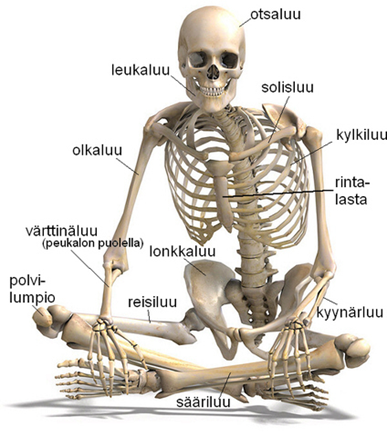 otsaluu
leukaluu
solisluu
kylkiluu
olkaluu
rinta-
lasta
värttinäluu
(peukalon puolella)
lonkkaluu
polvi-
lumpio
reisiluu
kyynärluu
sääriluu